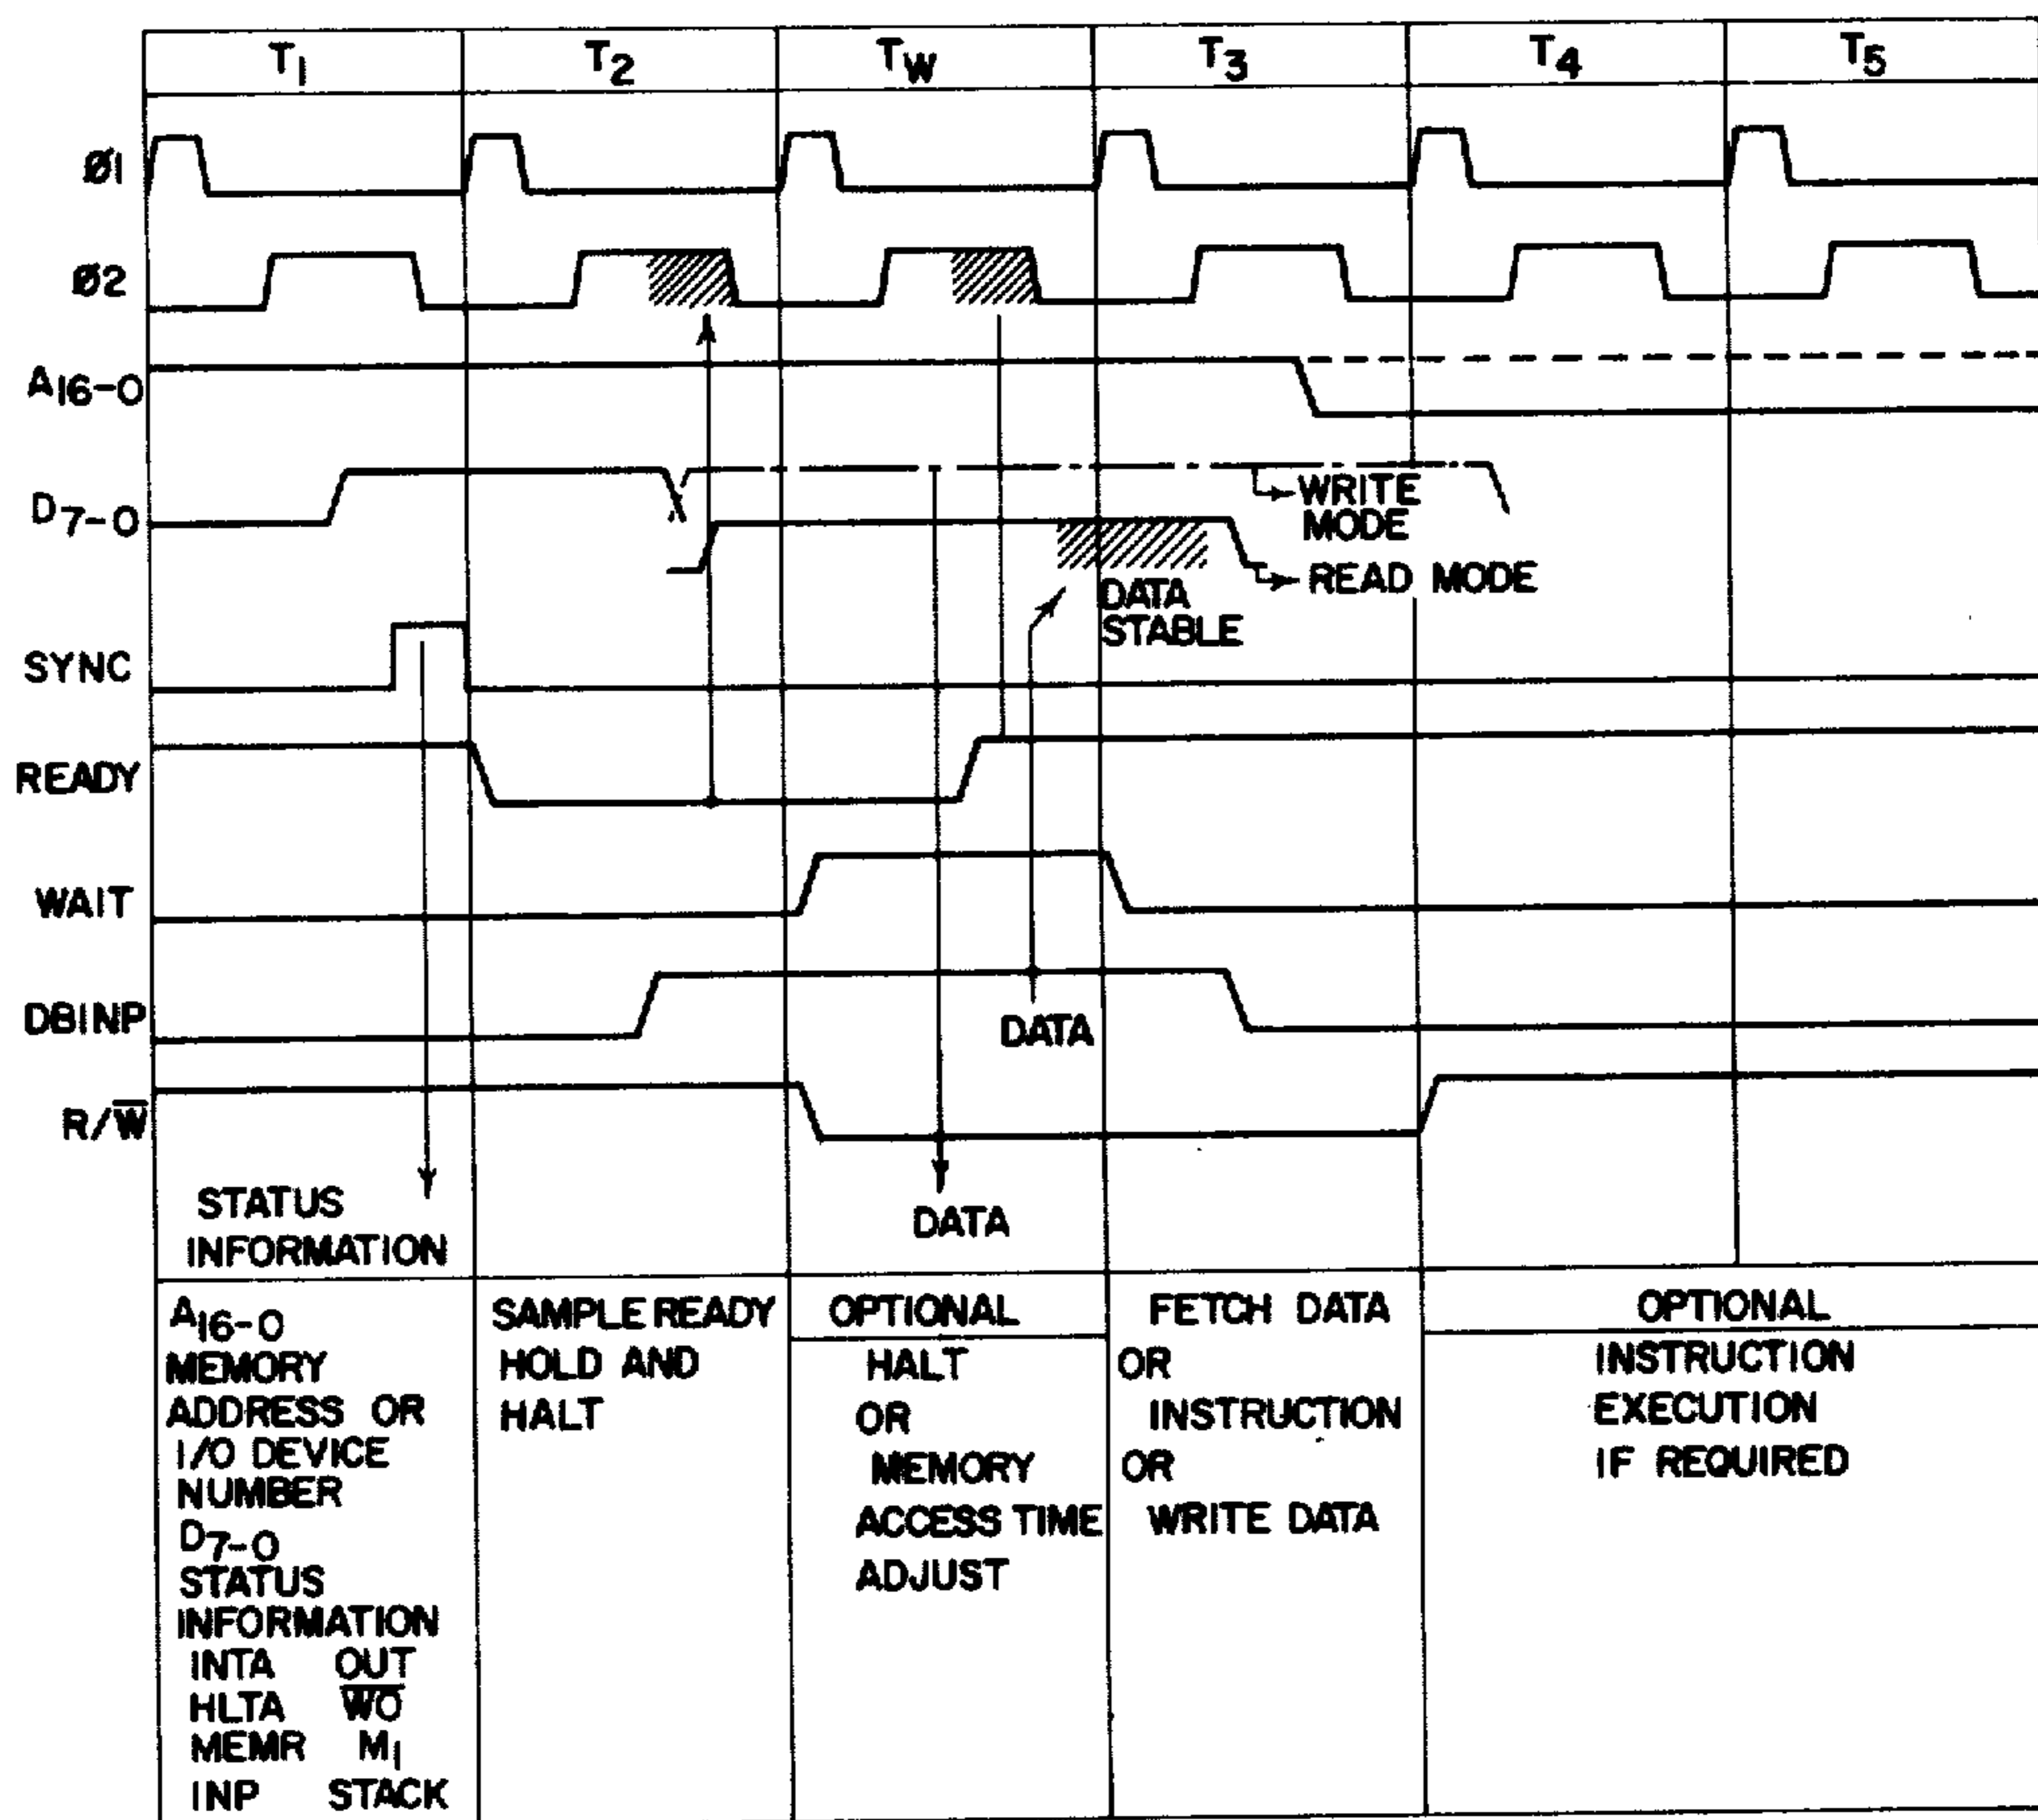 T1 T2 TW T3 T4 T5
Ø1
Ø2
A16-0
D7-0
WRITE
MODE
READ MODE
DATA
STABLE
SYNC
READY
WAIT
DBINP
DATA
R/W̅
STATUS
INFORMATION
DATA
A16-0
MEMORY
ADDRESS OR
I/O DEVICE
NUMBER
D7-0
STATUS
INFORMATION
INTA OUT
HLTA W̅O̅
MEMR M1
INP STACK
SAMPLE READY
HOLD AND
HALT
OPTIONAL
HALT
OR
MEMORY
ACCESS TIME
ADJUST
FETCH DATA
OR
INSTRUCTION
OR
WRITE DATA
OPTIONAL
INSTRUCTION
EXECUTION
IF REQUIRED